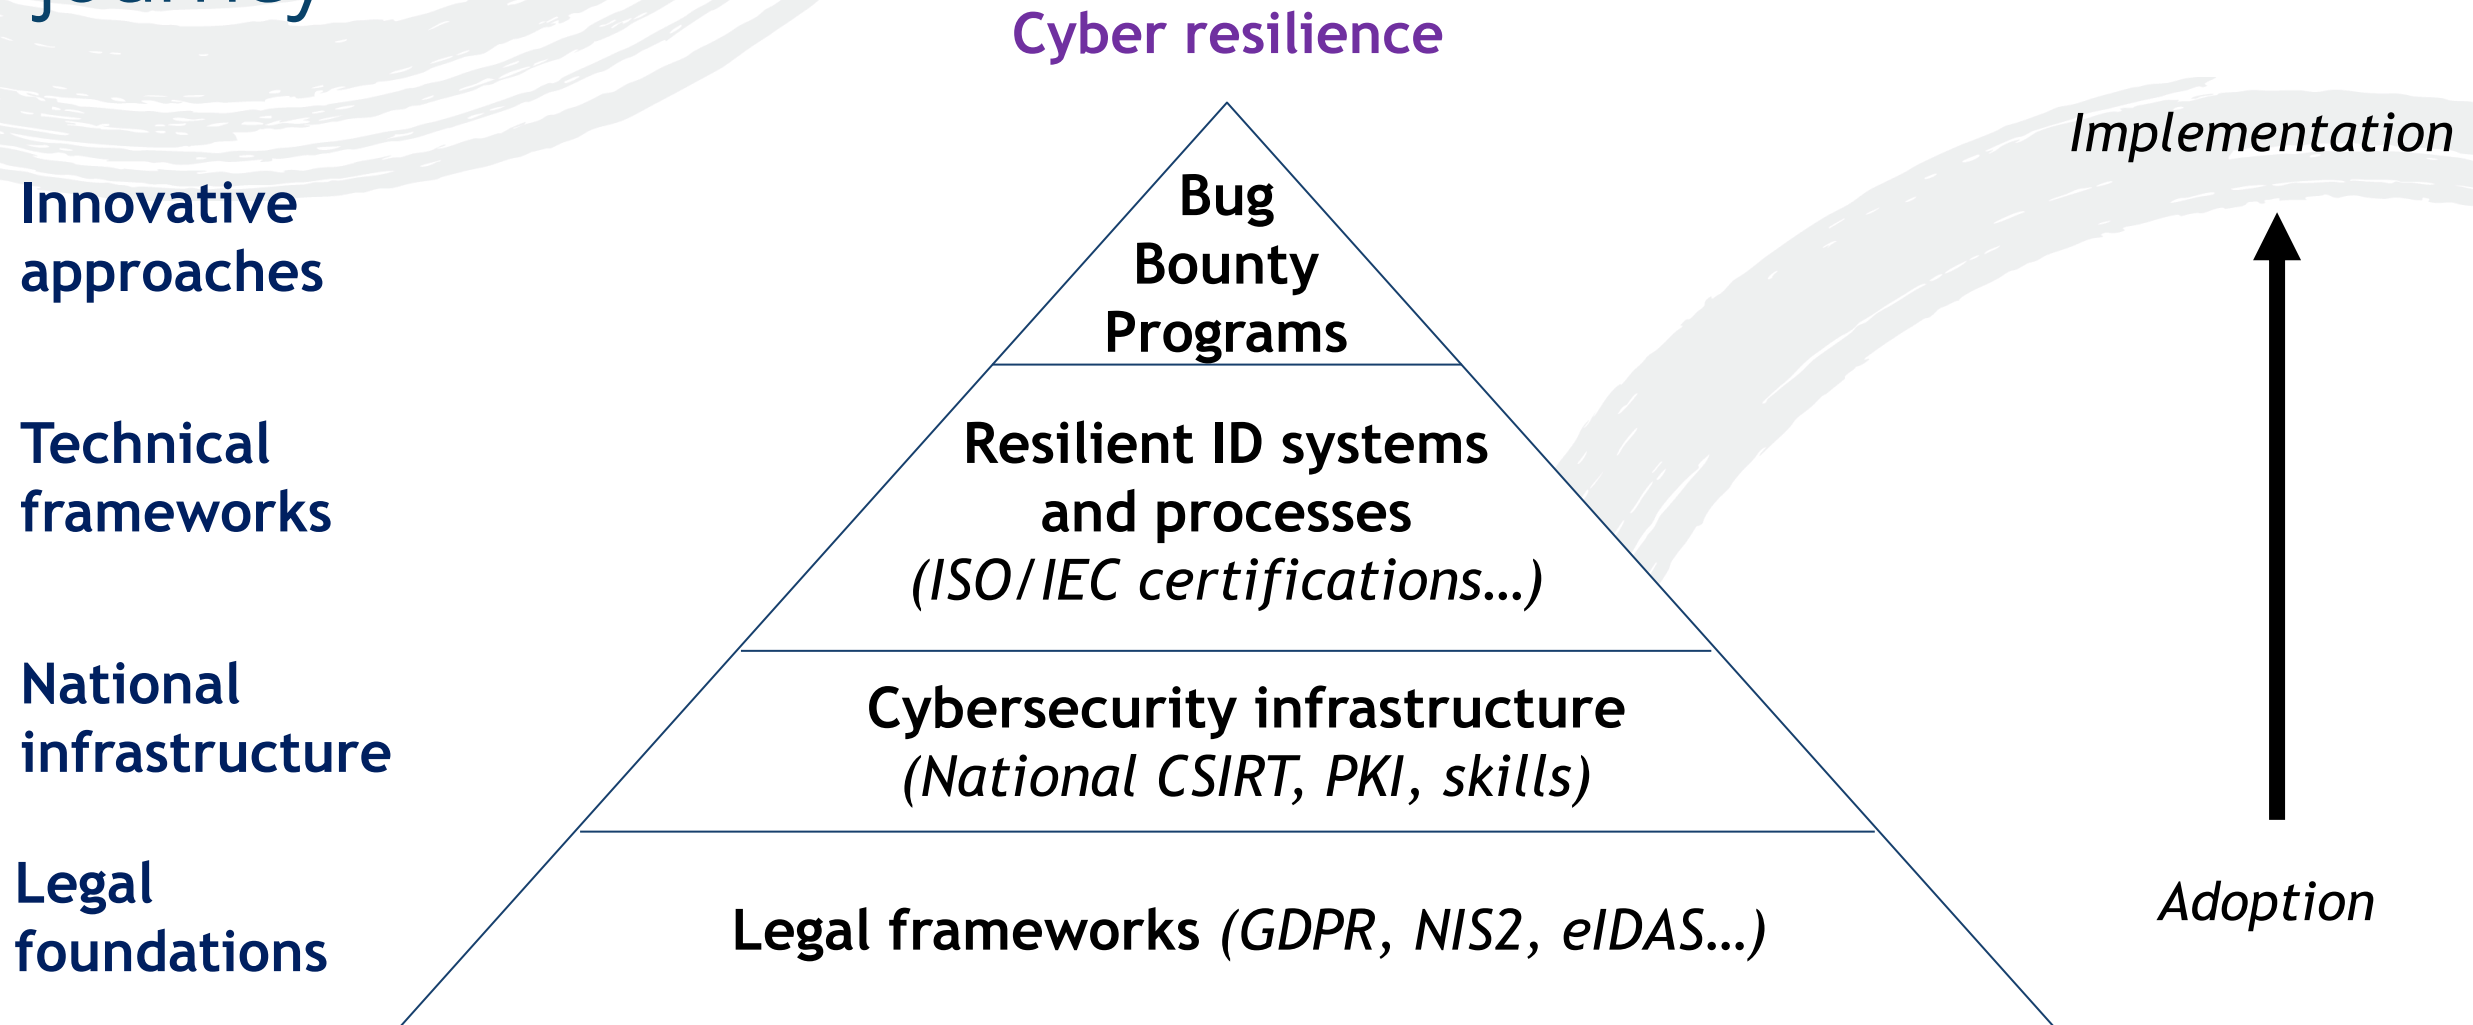 journey
Cyber resilience
Implementation
Innovative
approaches
Bug
Bounty
Programs
Technical
frameworks
Resilient ID systems
and processes
(ISO/IEC certifications…)
National
infrastructure
Cybersecurity infrastructure
(National CSIRT, PKI, skills)
Legal
foundations
Legal frameworks (GDPR, NIS2, eIDAS…)
Adoption